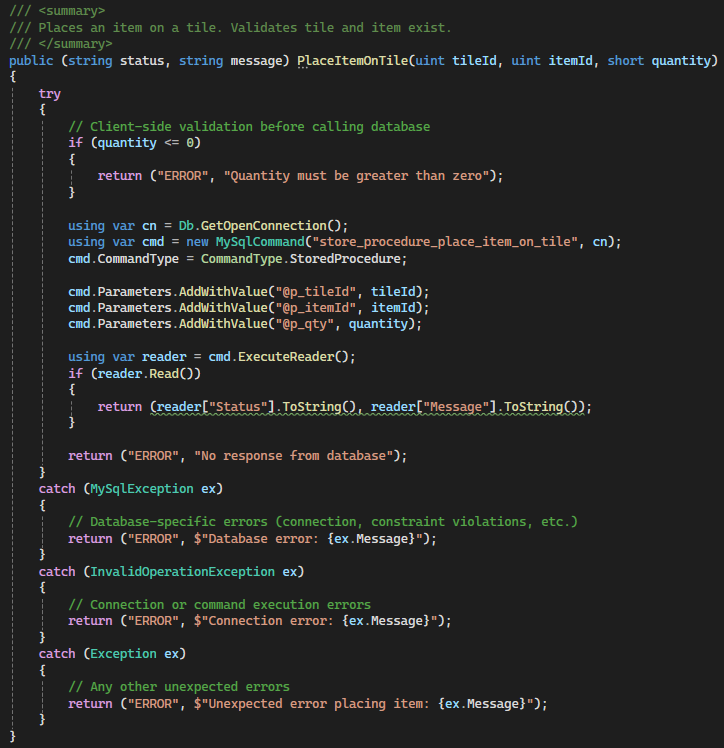 /// <summary>
/// Places an item on a tile. Validates tile and item exist.
/// </summary>
public (string status, string message) PlaceItemOnTile(uint tileId, uint itemId, short quantity)
{
    try
    {
        // Client-side validation before calling database
        if (quantity <= 0)
        {
            return ("ERROR", "Quantity must be greater than zero");
        }

        using var cn = Db.GetOpenConnection();
        using var cmd = new MySqlCommand("store_procedure_place_item_on_tile", cn);
        cmd.CommandType = CommandType.StoredProcedure;

        cmd.Parameters.AddWithValue("@p_tileId", tileId);
        cmd.Parameters.AddWithValue("@p_itemId", itemId);
        cmd.Parameters.AddWithValue("@p_qty", quantity);

        using var reader = cmd.ExecuteReader();
        if (reader.Read())
        {
            return (reader["Status"].ToString(), reader["Message"].ToString());
        }

        return ("ERROR", "No response from database");
    }
    catch (MySqlException ex)
    {
        // Database-specific errors (connection, constraint violations, etc.)
        return ("ERROR", $"Database error: {ex.Message}");
    }
    catch (InvalidOperationException ex)
    {
        // Connection or command execution errors
        return ("ERROR", $"Connection error: {ex.Message}");
    }
    catch (Exception ex)
    {
        // Any other unexpected errors
        return ("ERROR", $"Unexpected error placing item: {ex.Message}");
    }
}